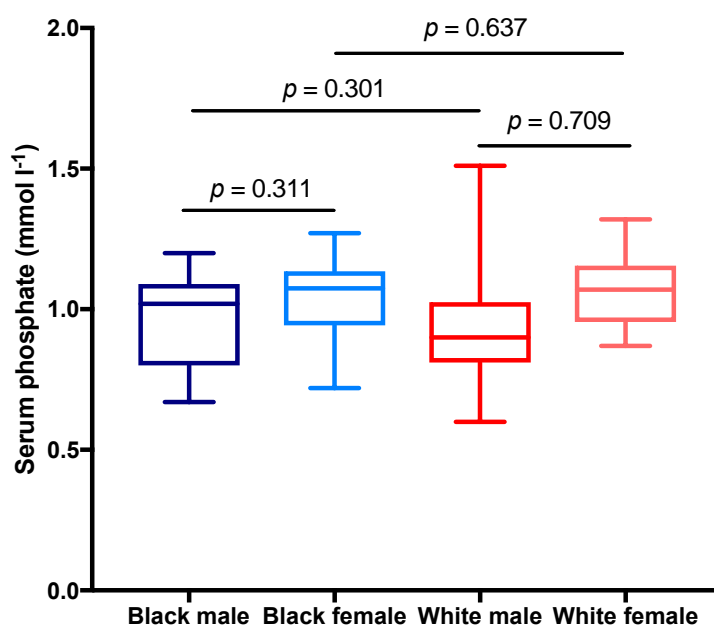 2.0
1.5
1.0
0.5
0.0
Serum phosphate (mmol l⁻¹)
p = 0.637
p = 0.301
p = 0.709
p = 0.311
Black male Black female White male White female